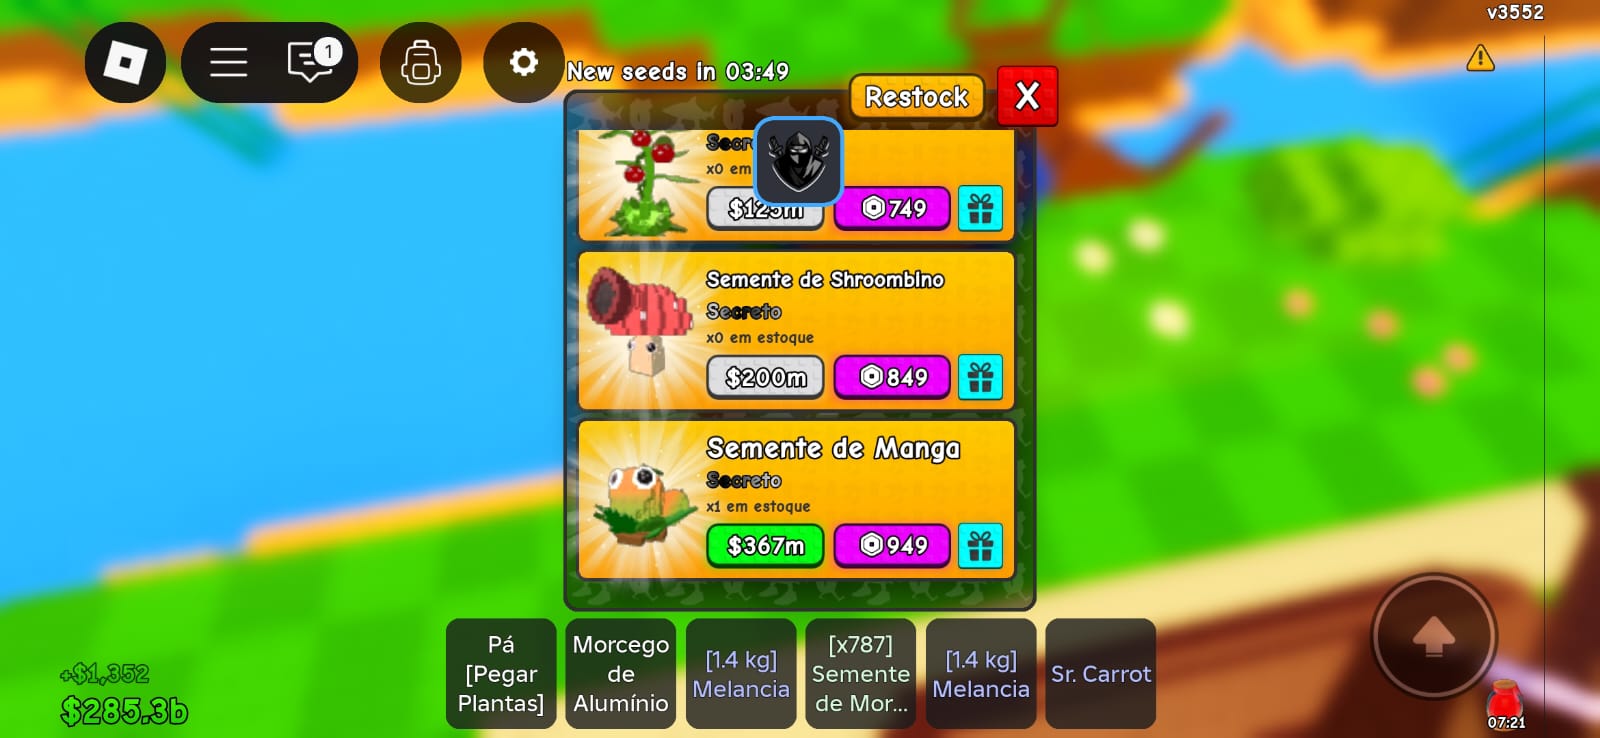 v3552
1
New seeds in 03:49
Restock
X
x0 em
$125m
749
Semente de Shroombino
Secreto
x0 em estoque
$200m
849
Semente de Manga
Secreto
x1 em estoque
$367m
949
+$1,352
$285.3b
Pá
[Pegar
Plantas]
Morcego
de
Alumínio
[1.4 kg]
Melancia
[x787]
Semente
de Mor...
[1.4 kg]
Melancia
Sr. Carrot
07:21